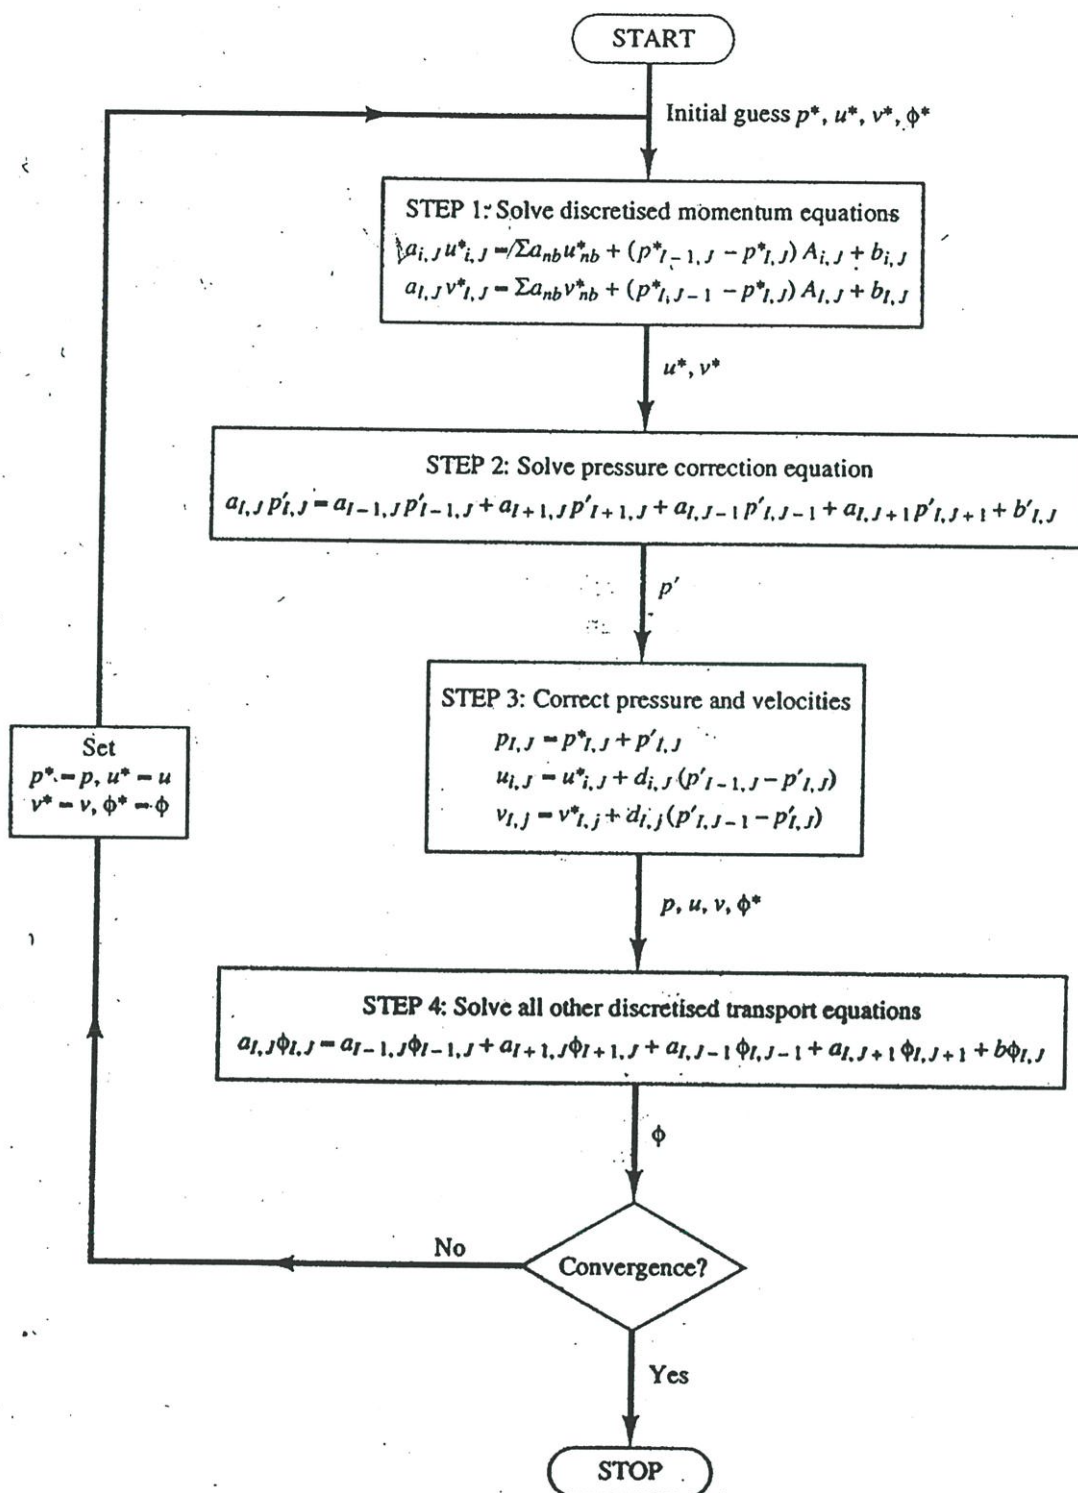 START
Initial guess p*, u*, v*, ϕ*
STEP 1: Solve discretised momentum equations
a_{i,J} u*_{i,J} = Σa_{nb}u*_{nb} + (p*_{I-1,J} - p*_{I,J}) A_{i,J} + b_{i,J}
a_{I,J} v*_{I,J} = Σa_{nb}v*_{nb} + (p*_{I,J-1} - p*_{I,J}) A_{I,J} + b_{I,J}
u*, v*
STEP 2: Solve pressure correction equation
a_{I,J} p'_{I,J} = a_{I-1,J} p'_{I-1,J} + a_{I+1,J} p'_{I+1,J} + a_{I,J-1} p'_{I,J-1} + a_{I,J+1} p'_{I,J+1} + b'_{I,J}
p'
STEP 3: Correct pressure and velocities
p_{I,J} = p*_{I,J} + p'_{I,J}
u_{i,J} = u*_{i,J} + d_{i,J} (p'_{I-1,J} - p'_{I,J})
v_{I,j} = v*_{I,j} + d_{I,j} (p'_{I,J-1} - p'_{I,J})
Set
p* = p, u* = u
v* = v, ϕ* = ϕ
p, u, v, ϕ*
STEP 4: Solve all other discretised transport equations
a_{I,J}ϕ_{I,J} = a_{I-1,J}ϕ_{I-1,J} + a_{I+1,J}ϕ_{I+1,J} + a_{I,J-1}ϕ_{I,J-1} + a_{I,J+1}ϕ_{I,J+1} + bϕ_{I,J}
ϕ
No
Convergence?
Yes
STOP